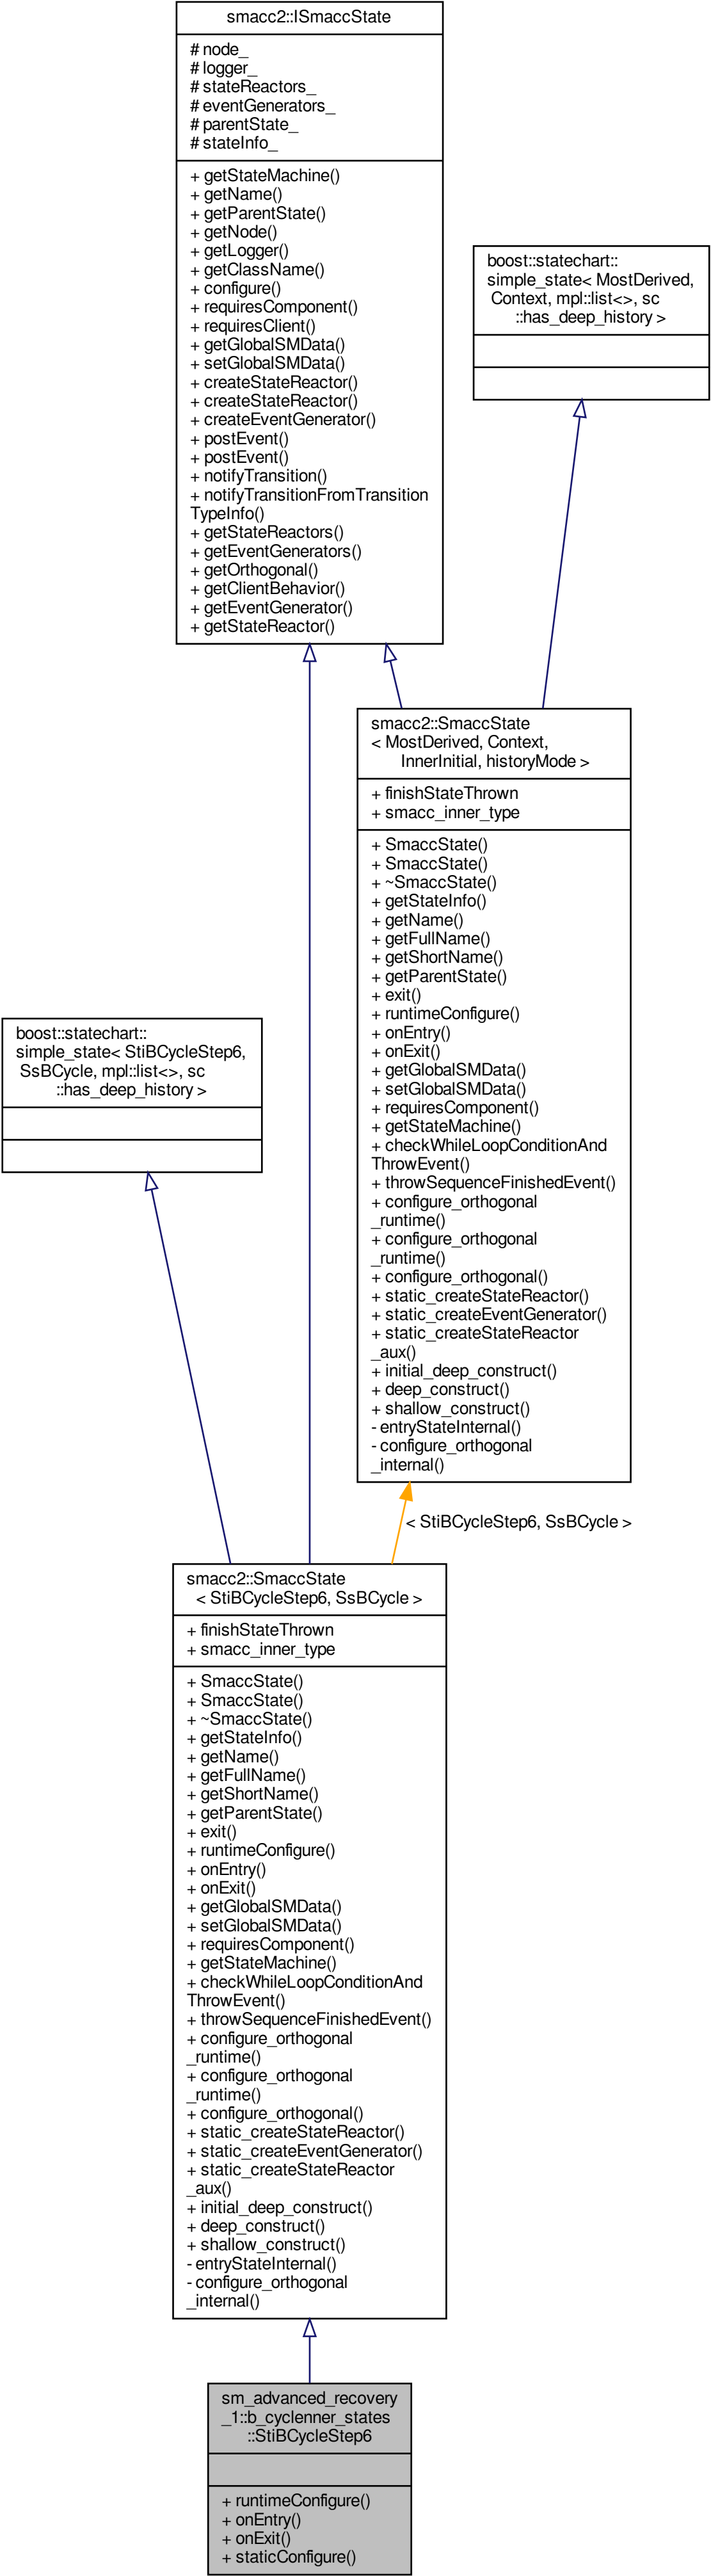 smacc2::ISmaccState
# node_
# logger_
# stateReactors_
# eventGenerators_
# parentState_
# stateInfo_
+ getStateMachine()
+ getName()
+ getParentState()
+ getNode()
+ getLogger()
+ getClassName()
+ configure()
+ requiresComponent()
+ requiresClient()
+ getGlobalSMData()
+ setGlobalSMData()
+ createStateReactor()
+ createStateReactor()
+ createEventGenerator()
+ postEvent()
+ postEvent()
+ notifyTransition()
+ notifyTransitionFromTransition
TypeInfo()
+ getStateReactors()
+ getEventGenerators()
+ getOrthogonal()
+ getClientBehavior()
+ getEventGenerator()
+ getStateReactor()
boost::statechart::
simple_state< MostDerived,
Context, mpl::list<>, sc
::has_deep_history >
smacc2::SmaccState
< MostDerived, Context,
InnerInitial, historyMode >
+ finishStateThrown
+ smacc_inner_type
+ SmaccState()
+ SmaccState()
+ ~SmaccState()
+ getStateInfo()
+ getName()
+ getFullName()
+ getShortName()
+ getParentState()
+ exit()
+ runtimeConfigure()
+ onEntry()
+ onExit()
+ getGlobalSMData()
+ setGlobalSMData()
+ requiresComponent()
+ getStateMachine()
+ checkWhileLoopConditionAnd
ThrowEvent()
+ throwSequenceFinishedEvent()
+ configure_orthogonal
_runtime()
+ configure_orthogonal
_runtime()
+ configure_orthogonal()
+ static_createStateReactor()
+ static_createEventGenerator()
+ static_createStateReactor
_aux()
+ initial_deep_construct()
+ deep_construct()
+ shallow_construct()
- entryStateInternal()
- configure_orthogonal
_internal()
boost::statechart::
simple_state< StiBCycleStep6,
SsBCycle, mpl::list<>, sc
::has_deep_history >
< StiBCycleStep6, SsBCycle >
smacc2::SmaccState
< StiBCycleStep6, SsBCycle >
+ finishStateThrown
+ smacc_inner_type
+ SmaccState()
+ SmaccState()
+ ~SmaccState()
+ getStateInfo()
+ getName()
+ getFullName()
+ getShortName()
+ getParentState()
+ exit()
+ runtimeConfigure()
+ onEntry()
+ onExit()
+ getGlobalSMData()
+ setGlobalSMData()
+ requiresComponent()
+ getStateMachine()
+ checkWhileLoopConditionAnd
ThrowEvent()
+ throwSequenceFinishedEvent()
+ configure_orthogonal
_runtime()
+ configure_orthogonal
_runtime()
+ configure_orthogonal()
+ static_createStateReactor()
+ static_createEventGenerator()
+ static_createStateReactor
_aux()
+ initial_deep_construct()
+ deep_construct()
+ shallow_construct()
- entryStateInternal()
- configure_orthogonal
_internal()
sm_advanced_recovery
_1::b_cyclenner_states
::StiBCycleStep6
+ runtimeConfigure()
+ onEntry()
+ onExit()
+ staticConfigure()